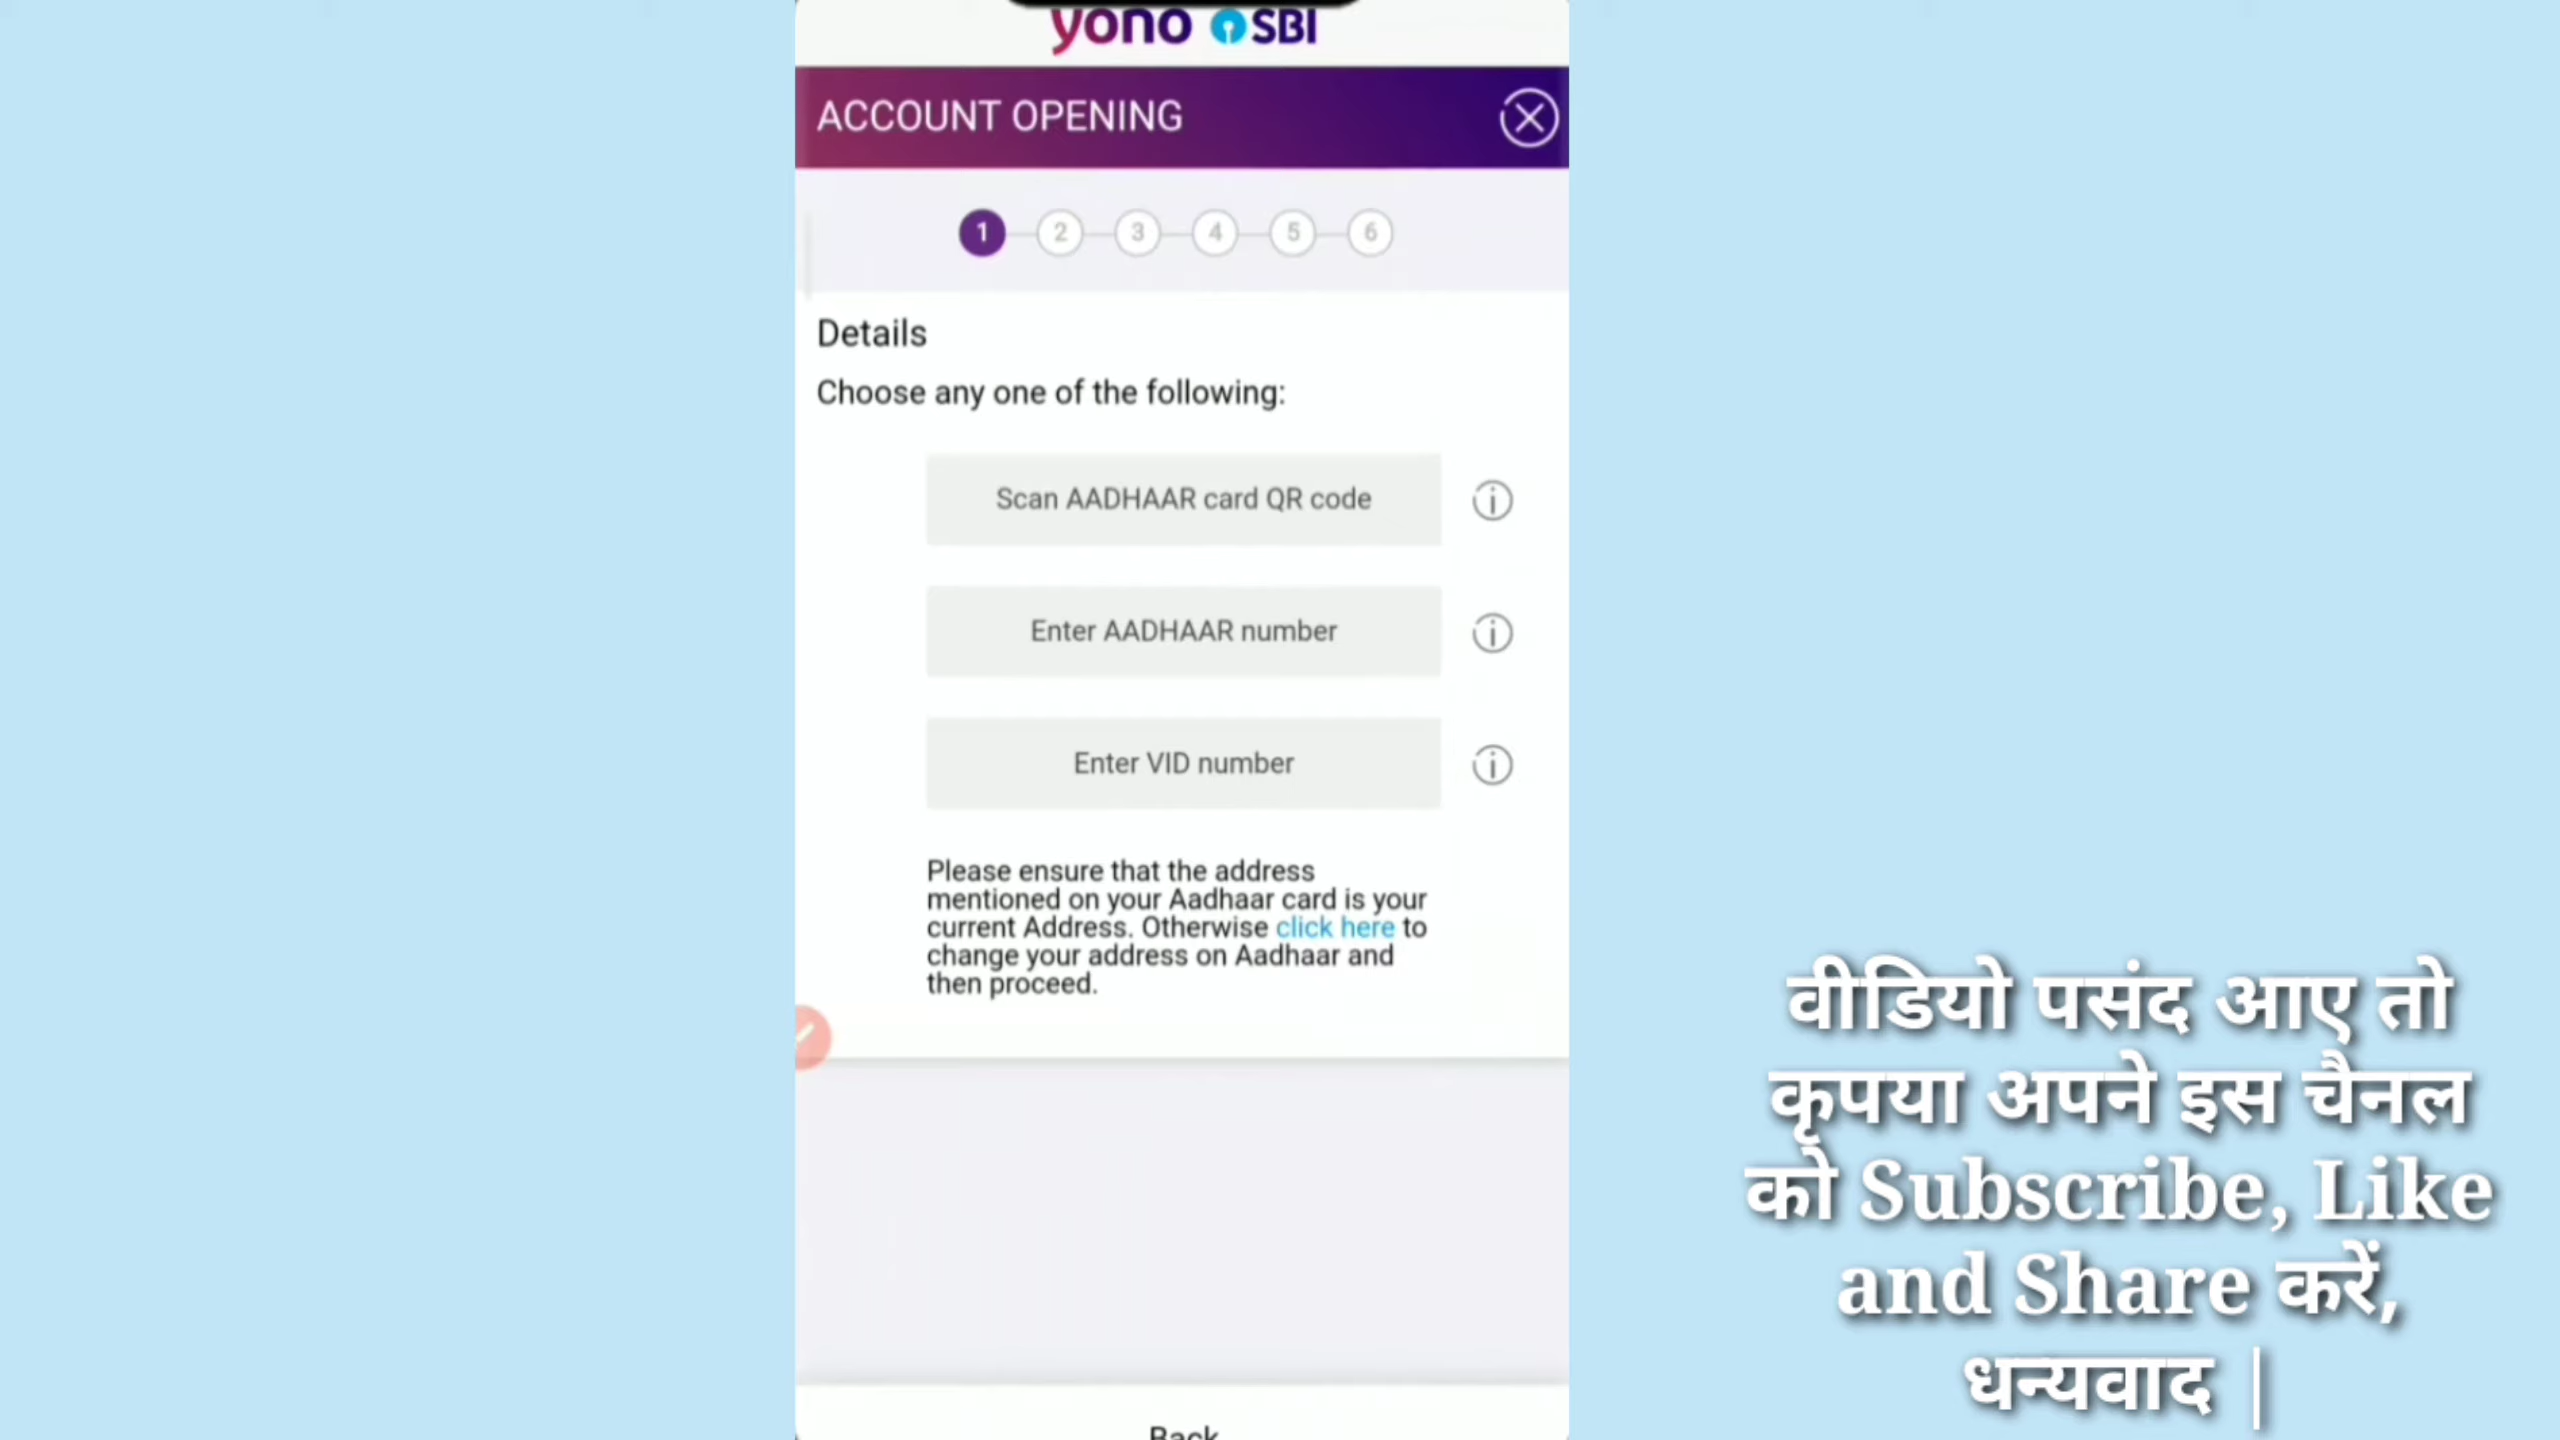 yono SBI
ACCOUNT OPENING
1 2 3 4 5 6
Details
Choose any one of the following:
Scan AADHAAR card QR code
Enter AADHAAR number
Enter VID number
Please ensure that the address
mentioned on your Aadhaar card is your
current Address. Otherwise click here to
change your address on Aadhaar and
then proceed.
Back
वीडियो पसंद आए तो
कृपया अपने इस चैनल
को Subscribe, Like
and Share करें,
धन्यवाद |